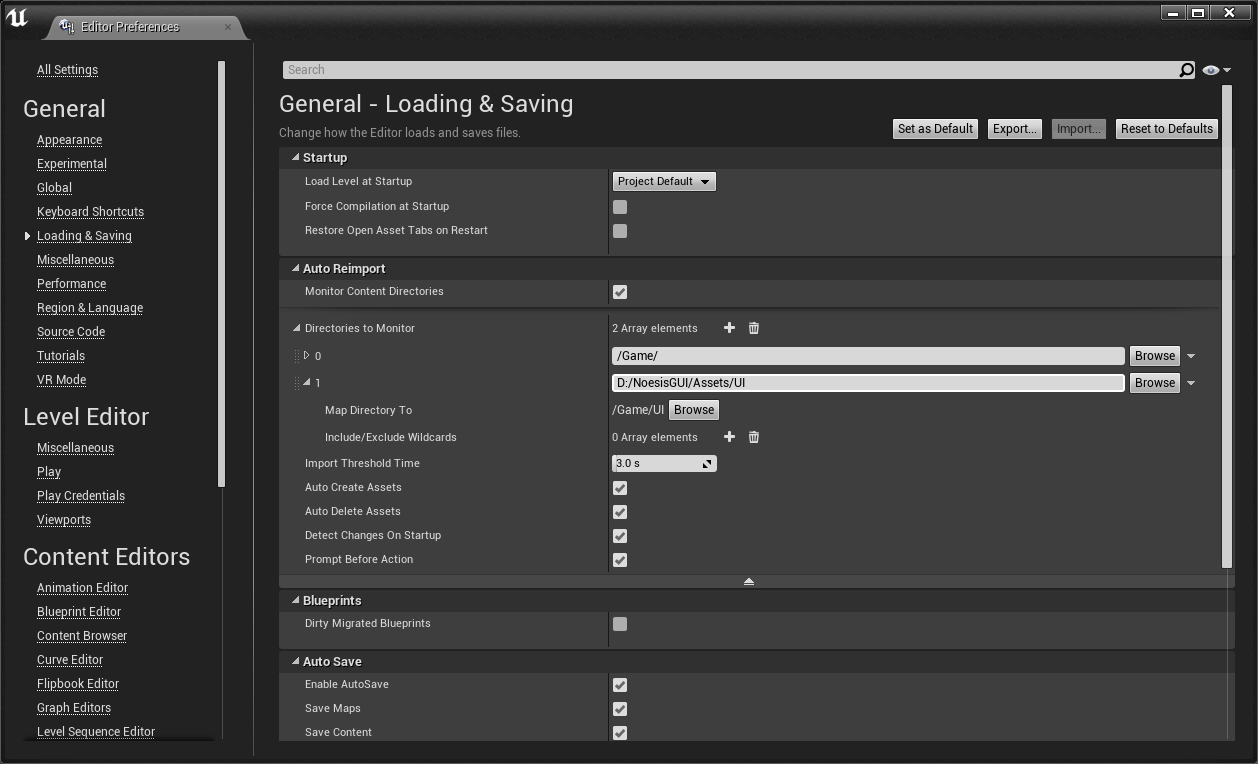 Editor Preferences
All Settings
General
Appearance
Experimental
Global
Keyboard Shortcuts
Loading & Saving
Miscellaneous
Performance
Region & Language
Source Code
Tutorials
VR Mode
Level Editor
Miscellaneous
Play
Play Credentials
Viewports
Content Editors
Animation Editor
Blueprint Editor
Content Browser
Curve Editor
Flipbook Editor
Graph Editors
Level Sequence Editor
Search
General - Loading & Saving
Change how the Editor loads and saves files.
Set as Default Export... Import... Reset to Defaults
Startup
Load Level at Startup Project Default
Force Compilation at Startup
Restore Open Asset Tabs on Restart
Auto Reimport
Monitor Content Directories
Directories to Monitor 2 Array elements
0 /Game/ Browse
1 D:/NoesisGUI/Assets/UI Browse
Map Directory To /Game/UI Browse
Include/Exclude Wildcards 0 Array elements
Import Threshold Time 3.0 s
Auto Create Assets
Auto Delete Assets
Detect Changes On Startup
Prompt Before Action
Blueprints
Dirty Migrated Blueprints
Auto Save
Enable AutoSave
Save Maps
Save Content